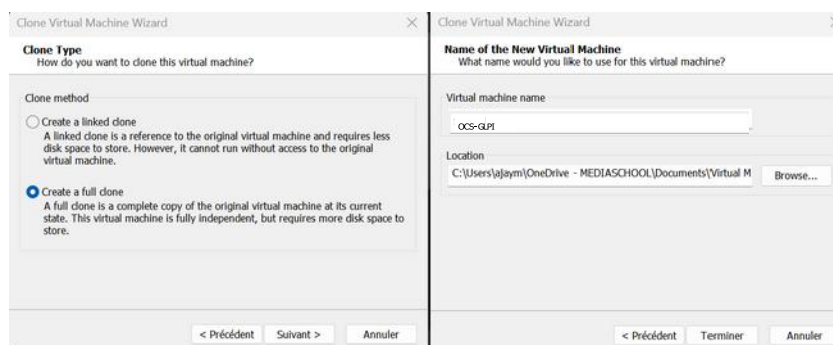 Clone Virtual Machine Wizard
Clone Type
How do you want to clone this virtual machine?
Clone method
Create a linked clone
A linked clone is a reference to the original virtual machine and requires less
disk space to store. However, it cannot run without access to the original
virtual machine.
Create a full clone
A full clone is a complete copy of the original virtual machine at its current
state. This virtual machine is fully independent, but requires more disk space to
store.
< Précédent
Suivant >
Annuler
Clone Virtual Machine Wizard
Name of the New Virtual Machine
What name would you like to use for this virtual machine?
Virtual machine name
OCS-GLPI
Location
C:\Users\ajaym\OneDrive - MEDIASCHOOL\Documents\Virtual M
Browse...
< Précédent
Terminer
Annuler